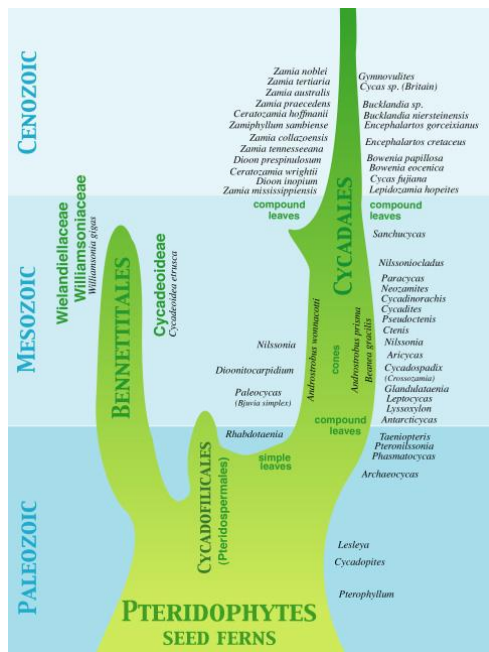 CENOZOIC
Zamia noblei
Zamia tertiaria
Zamia australis
Zamia praecedens
Ceratozamia hoffmanii
Zamiphyllum sambiense
Zamia collazoensis
Zamia tennesseeana
Dioon prespinudosum
Ceratozamia wrightii
Dioon inopium
Zamia mississippiensis
compound
leaves
Gymnovulites
Cycas sp. (Britain)
Bucklandia sp.
Bucklandia niersteinensis
Encephalartos gorceixianus
Encephalartos cretaceus
Bowenia papillosa
Bowenia eocenica
Cycas fujiana
Lepidozamia hopeites
compound
leaves
CYCADALES
MESOZOIC
Wielandiellaceae
Williamsoniaceae
Williamsonia gigas
BENNETTITALES
Cycadeoideae
Cycadeoidea etrusca
Nilssonia
Dioonitocarpidium
Paleocycas
(Bjuvia simplex)
Androstrobus wonnacotti
cones
Androstrobus prisma
Beanea gracilis
Sanchucycas
Nilssoniocladus
Paracycas
Neozamites
Cycadinorachis
Cycadites
Pseudoctenis
Ctenis
Nilssonia
Aricycas
Cycadospadix
(Crossozamia)
Glandulataenia
Leptocycas
Lyssoxylon
Antarcticycas
compound
leaves
Rhabdotaenia
simple
leaves
CYCADOFILICALES
(Pteridospermales)
Taeniopteris
Pteronilssonia
Phasmatocycas
Archaeocycas
PALEOZOIC
Lesleya
Cycadopites
Pterophyllum
PTERIDOPHYTES
SEED FERNS